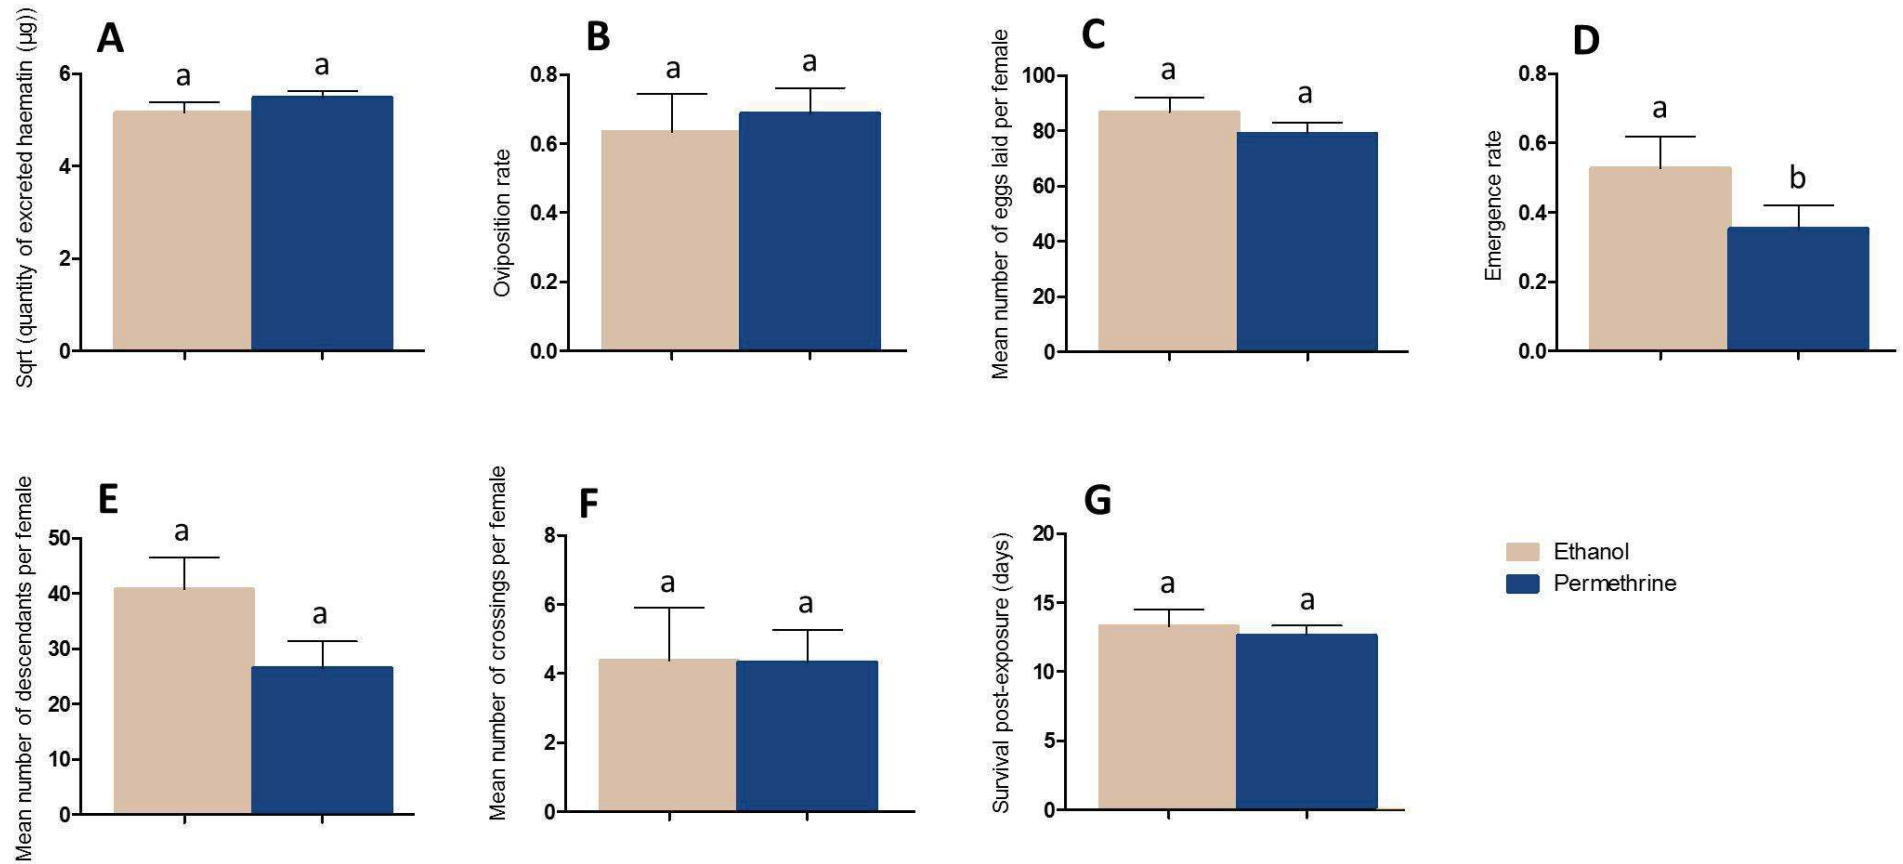 A
Sqrt (quantity of excreted haematin (µg))
6
4
2
0
a
a
B
Oviposition rate
0.8
0.6
0.4
0.2
0.0
a
a
C
Mean number of eggs laid per female
100
80
60
40
20
0
a
a
D
Emergence rate
0.8
0.6
0.4
0.2
0.0
a
b
E
Mean number of descendants per female
50
40
30
20
10
0
a
a
F
Mean number of crossings per female
8
6
4
2
0
a
a
G
Survival post-exposure (days)
20
15
10
5
0
a
a
Ethanol
Permethrine